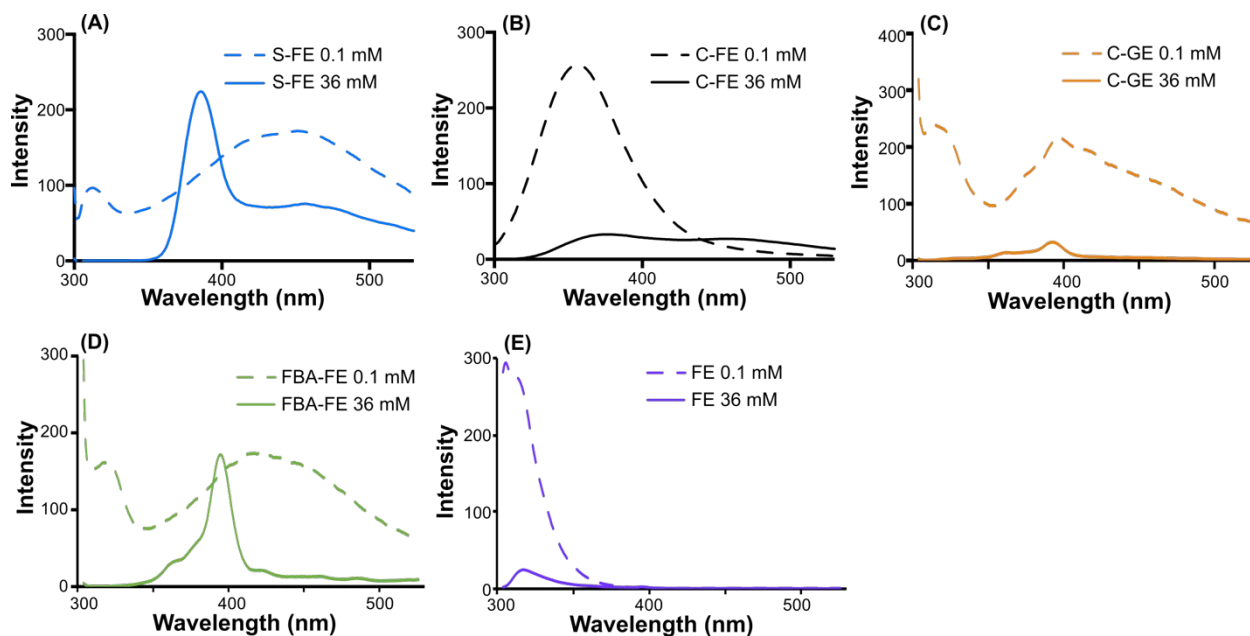 (A)
300
200
100
0
Intensity
S-FE 0.1 mM
S-FE 36 mM
300
400
500
Wavelength (nm)
(B)
300
200
100
0
Intensity
C-FE 0.1 mM
C-FE 36 mM
300
400
500
Wavelength (nm)
(C)
400
300
200
100
0
Intensity
C-GE 0.1 mM
C-GE 36 mM
300
400
500
Wavelength (nm)
(D)
300
200
100
0
Intensity
FBA-FE 0.1 mM
FBA-FE 36 mM
300
400
500
Wavelength (nm)
(E)
300
200
100
0
Intensity
FE 0.1 mM
FE 36 mM
300
400
500
Wavelength (nm)